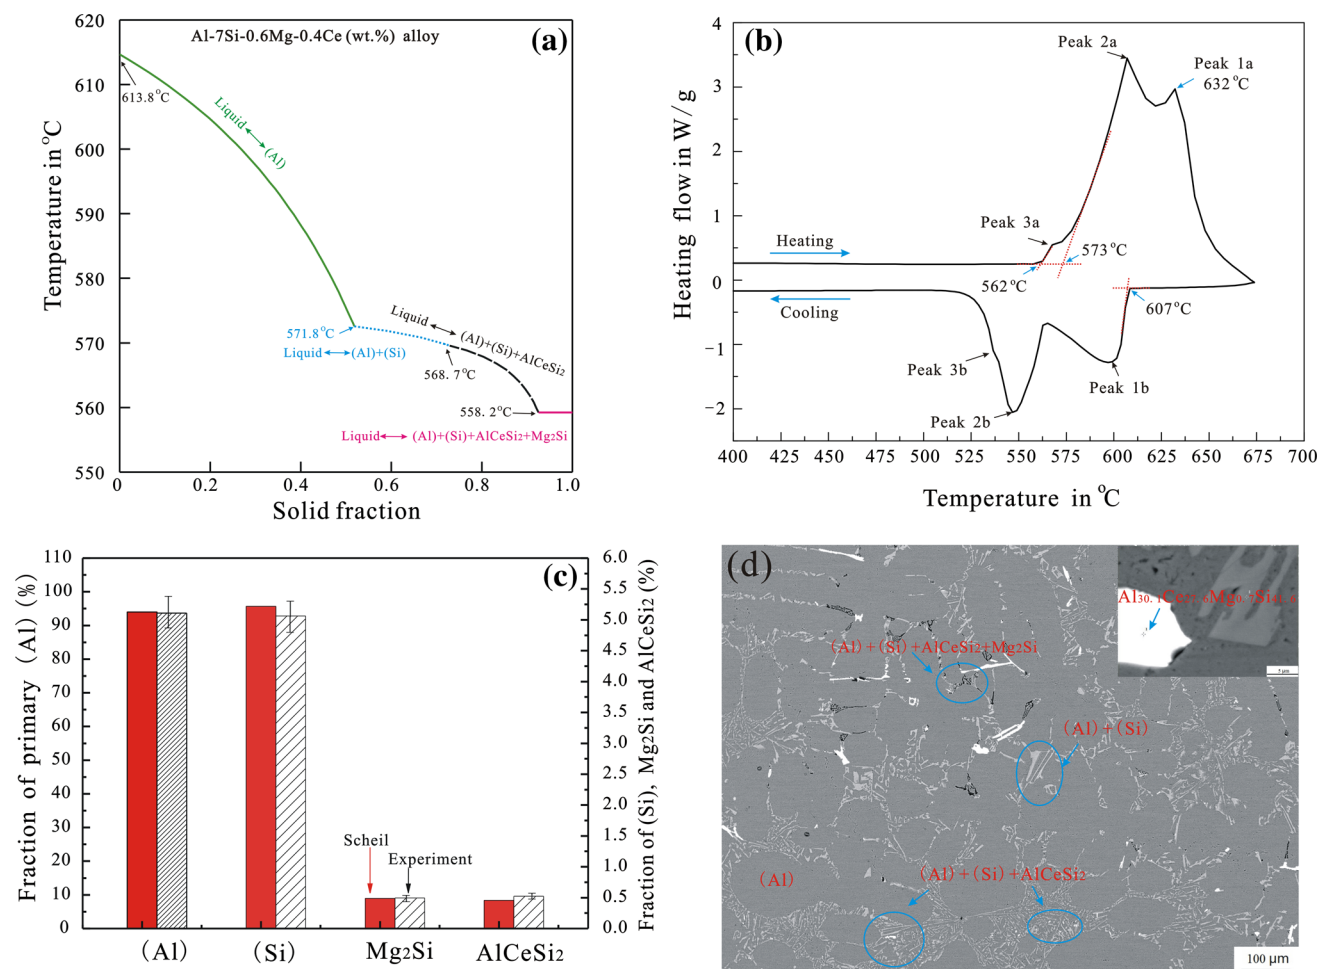 Al-7Si-0.6Mg-0.4Ce (wt.%) alloy
(a)
Temperature in °C
620
610
600
590
580
570
560
550
613.8°C
Liquid (Al)
571.8°C
Liquid (Al)+(Si)
Liquid (Al)+(Si)+AlCeSi2
568.7°C
558.2°C
Liquid (Al)+(Si)+AlCeSi2+Mg2Si
0 0.2 0.4 0.6 0.8 1.0
Solid fraction
(b)
Heating flow in W/g
4
3
2
1
0
−1
−2
Peak 2a
Peak 1a
632°C
Peak 3a
Heating
573°C
562°C
Cooling
607°C
Peak 3b
Peak 1b
Peak 2b
400 425 450 475 500 525 550 575 600 625 650 675 700
Temperature in °C
(c)
Fraction of primary (Al) (%)
110
100
90
80
70
60
50
40
30
20
10
0
6.0
5.5
5.0
4.5
4.0
3.5
3.0
2.5
2.0
1.5
1.0
0.5
0.0
Fraction of (Si), Mg2Si and AlCeSi2 (%)
Scheil
Experiment
(Al) (Si) Mg2Si AlCeSi2
(d)
5 μm
(Al)+(Si)+AlCeSi2+Mg2Si
(Al)+(Si)
(Al)
(Al)+(Si)+AlCeSi2
100 μm